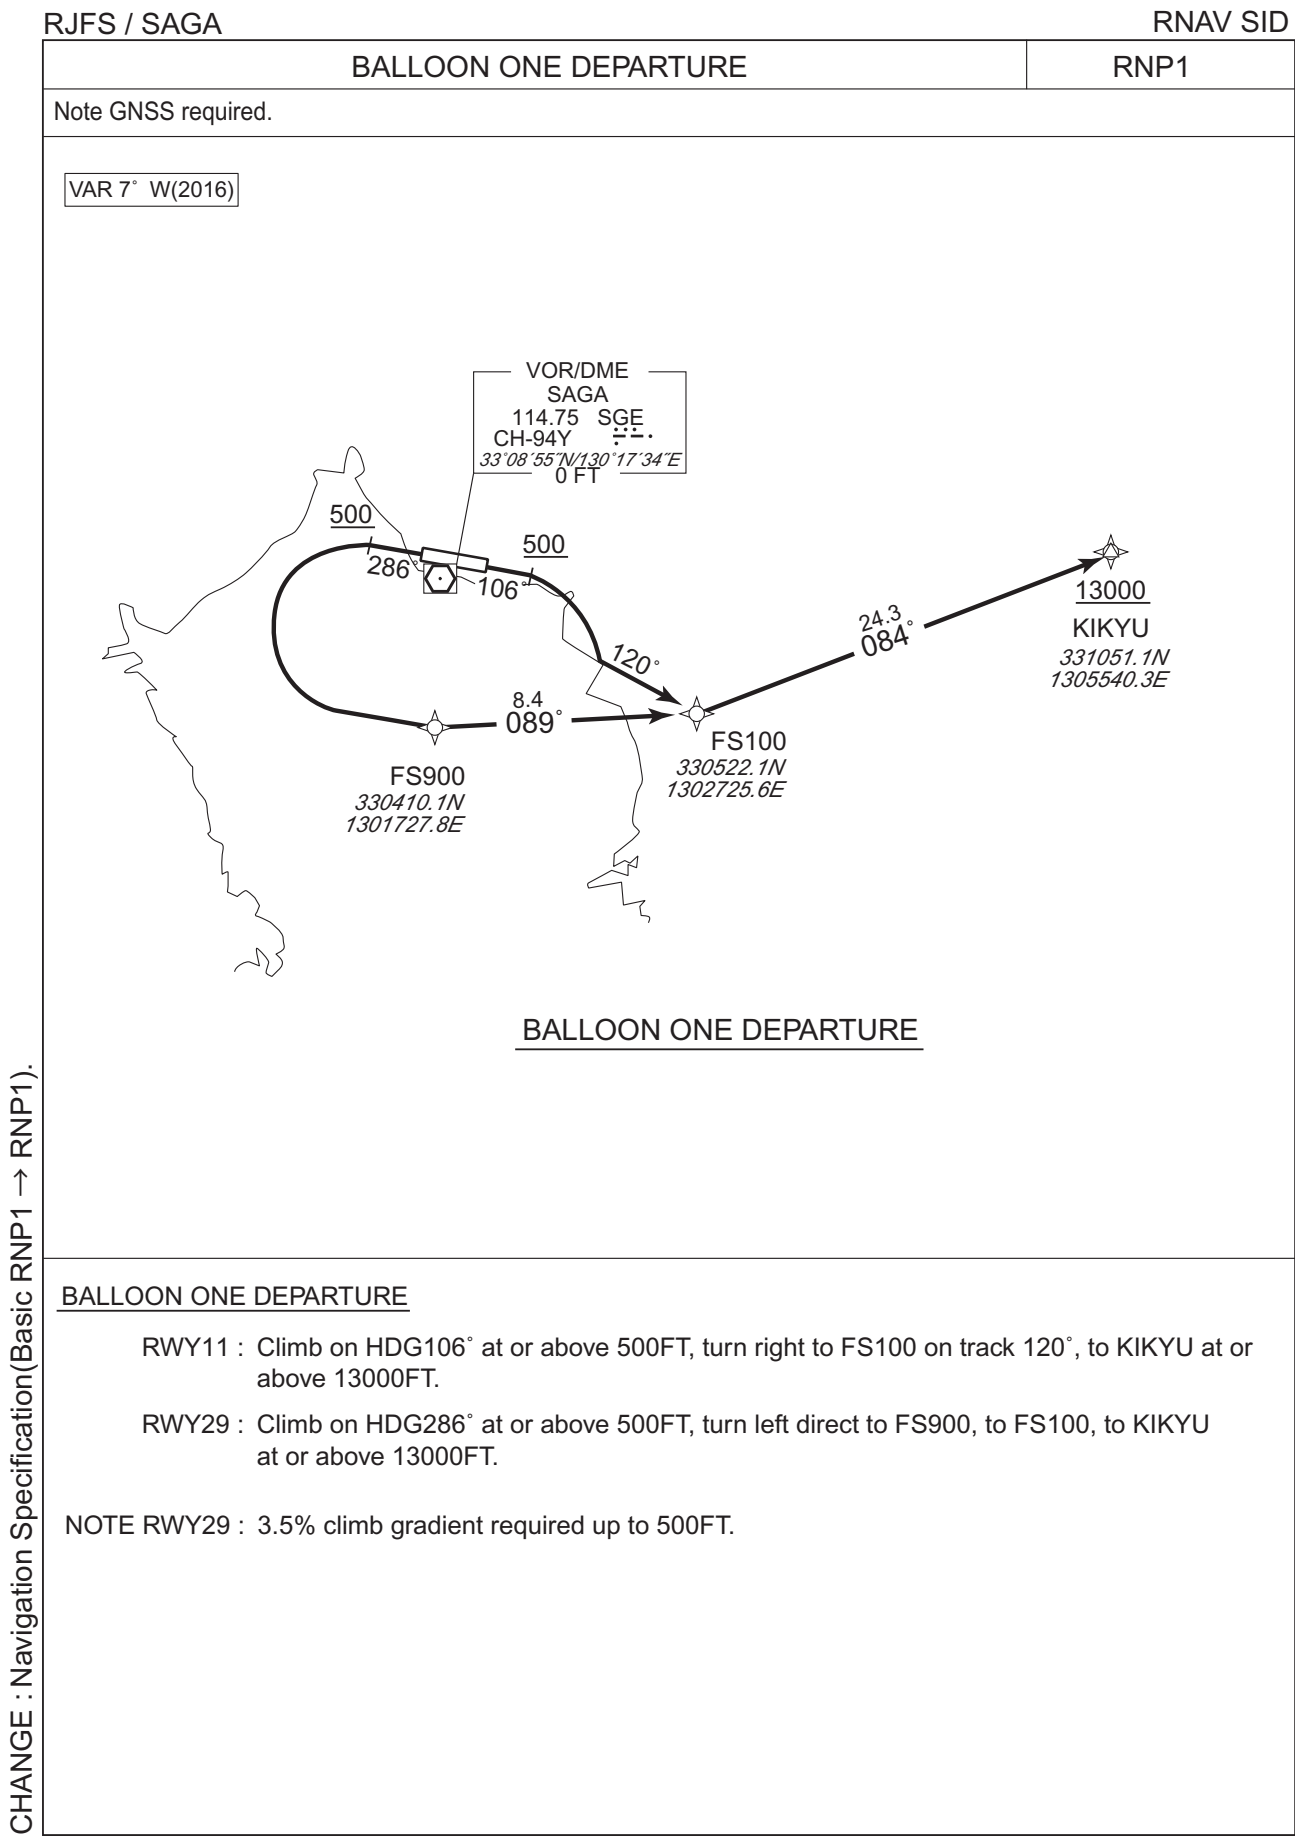 RJFS / SAGA
RNAV SID
BALLOON ONE DEPARTURE
RNP1
Note GNSS required.
VAR 7° W(2016)
VOR/DME
SAGA
114.75 SGE
CH-94Y
33°08´55˝N/130°17´34˝E
0 FT
500
500
286°
106°
120°
8.4
089°
24.3
084°
13000
KIKYU
331051.1N
1305540.3E
FS100
330522.1N
1302725.6E
FS900
330410.1N
1301727.8E
BALLOON ONE DEPARTURE
BALLOON ONE DEPARTURE
RWY11 : Climb on HDG106° at or above 500FT, turn right to FS100 on track 120°, to KIKYU at or
above 13000FT.
RWY29 : Climb on HDG286° at or above 500FT, turn left direct to FS900, to FS100, to KIKYU
at or above 13000FT.
NOTE RWY29 : 3.5% climb gradient required up to 500FT.
CHANGE : Navigation Specification(Basic RNP1 → RNP1).